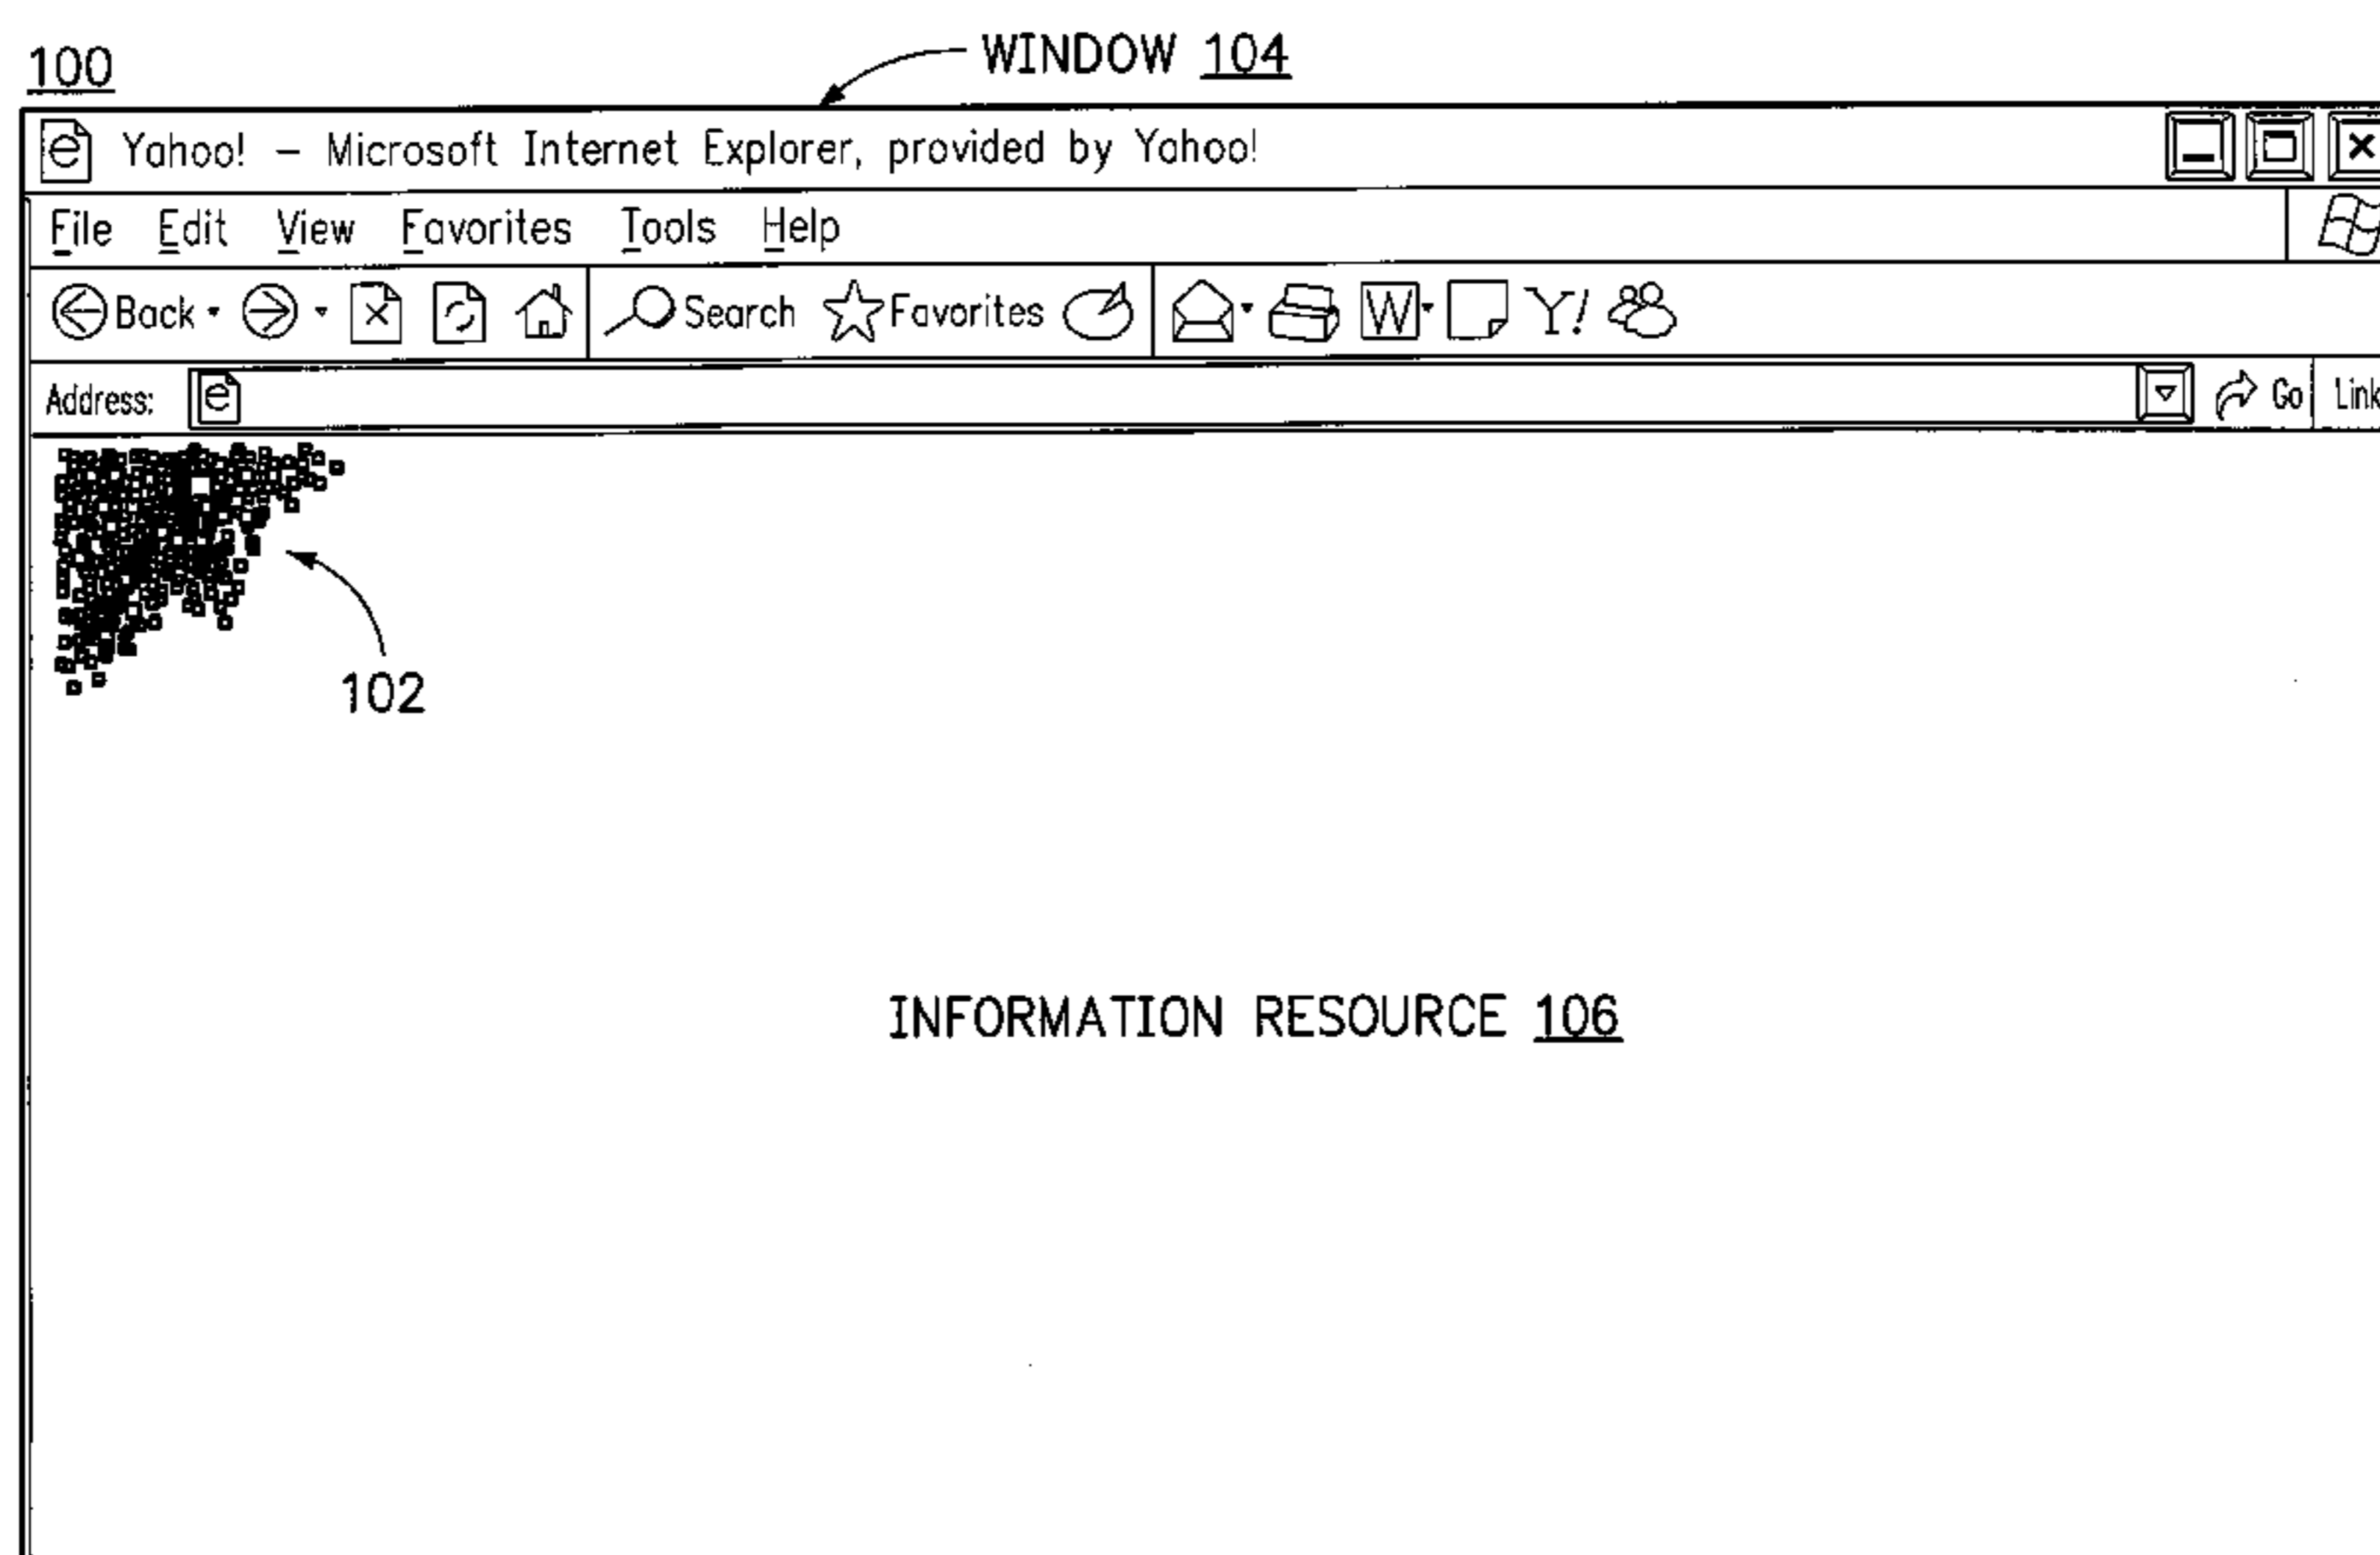 WINDOW 104
100
Yahoo! - Microsoft Internet Explorer, provided by Yahoo!
File Edit View Favorites Tools Help
Back Search Favorites W Y!
Address: e Go Link
102
INFORMATION RESOURCE 106